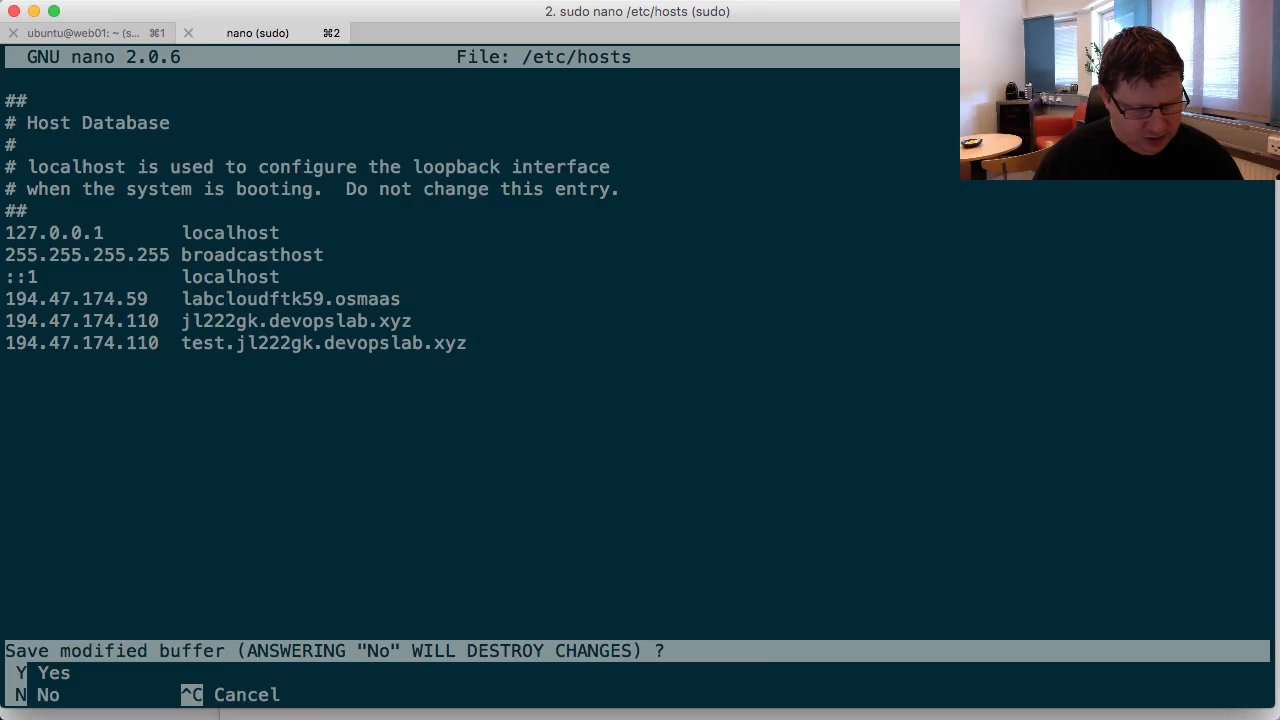 2. sudo nano /etc/hosts (sudo)
ubuntu@web01: ~ (s... ⌘1
nano (sudo) ⌘2
GNU nano 2.0.6 File: /etc/hosts
##
# Host Database
#
# localhost is used to configure the loopback interface
# when the system is booting. Do not change this entry.
##
127.0.0.1 localhost
255.255.255.255 broadcasthost
::1 localhost
194.47.174.59 labcloudftk59.osmaas
194.47.174.110 jl222gk.devopslab.xyz
194.47.174.110 test.jl222gk.devopslab.xyz
Save modified buffer (ANSWERING "No" WILL DESTROY CHANGES) ?
Y Yes
N No ^C Cancel